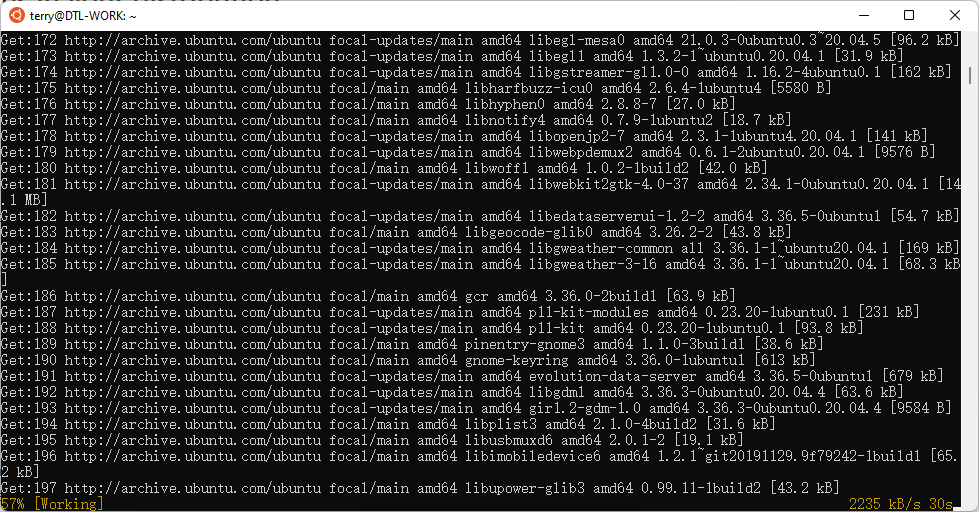 terry@DTL-WORK: ~
Get:172 http://archive.ubuntu.com/ubuntu focal-updates/main amd64 libegl-mesa0 amd64 21.0.3-0ubuntu0.3~20.04.5 [96.2 kB]
Get:173 http://archive.ubuntu.com/ubuntu focal-updates/main amd64 libegl1 amd64 1.3.2-1~ubuntu0.20.04.1 [31.9 kB]
Get:174 http://archive.ubuntu.com/ubuntu focal-updates/main amd64 libgstreamer-gl1.0-0 amd64 1.16.2-4ubuntu0.1 [162 kB]
Get:175 http://archive.ubuntu.com/ubuntu focal/main amd64 libharfbuzz-icu0 amd64 2.6.4-1ubuntu4 [5580 B]
Get:176 http://archive.ubuntu.com/ubuntu focal/main amd64 libhyphen0 amd64 2.8.8-7 [27.0 kB]
Get:177 http://archive.ubuntu.com/ubuntu focal/main amd64 libnotify4 amd64 0.7.9-1ubuntu2 [18.7 kB]
Get:178 http://archive.ubuntu.com/ubuntu focal-updates/main amd64 libopenjp2-7 amd64 2.3.1-1ubuntu4.20.04.1 [141 kB]
Get:179 http://archive.ubuntu.com/ubuntu focal-updates/main amd64 libwebpdemux2 amd64 0.6.1-2ubuntu0.20.04.1 [9576 B]
Get:180 http://archive.ubuntu.com/ubuntu focal/main amd64 libwoff1 amd64 1.0.2-1build2 [42.0 kB]
Get:181 http://archive.ubuntu.com/ubuntu focal-updates/main amd64 libwebkit2gtk-4.0-37 amd64 2.34.1-0ubuntu0.20.04.1 [14
.1 MB]
Get:182 http://archive.ubuntu.com/ubuntu focal-updates/main amd64 libedataserverui-1.2-2 amd64 3.36.5-0ubuntu1 [54.7 kB]
Get:183 http://archive.ubuntu.com/ubuntu focal/main amd64 libgeocode-glib0 amd64 3.26.2-2 [43.8 kB]
Get:184 http://archive.ubuntu.com/ubuntu focal-updates/main amd64 libgweather-common all 3.36.1-1~ubuntu20.04.1 [169 kB]
Get:185 http://archive.ubuntu.com/ubuntu focal-updates/main amd64 libgweather-3-16 amd64 3.36.1-1~ubuntu20.04.1 [68.3 kB
]
Get:186 http://archive.ubuntu.com/ubuntu focal/main amd64 gcr amd64 3.36.0-2build1 [63.9 kB]
Get:187 http://archive.ubuntu.com/ubuntu focal-updates/main amd64 p11-kit-modules amd64 0.23.20-1ubuntu0.1 [231 kB]
Get:188 http://archive.ubuntu.com/ubuntu focal-updates/main amd64 p11-kit amd64 0.23.20-1ubuntu0.1 [93.8 kB]
Get:189 http://archive.ubuntu.com/ubuntu focal/main amd64 pinentry-gnome3 amd64 1.1.0-3build1 [38.6 kB]
Get:190 http://archive.ubuntu.com/ubuntu focal/main amd64 gnome-keyring amd64 3.36.0-1ubuntu1 [613 kB]
Get:191 http://archive.ubuntu.com/ubuntu focal-updates/main amd64 evolution-data-server amd64 3.36.5-0ubuntu1 [679 kB]
Get:192 http://archive.ubuntu.com/ubuntu focal-updates/main amd64 libgdm1 amd64 3.36.3-0ubuntu0.20.04.4 [63.6 kB]
Get:193 http://archive.ubuntu.com/ubuntu focal-updates/main amd64 gir1.2-gdm-1.0 amd64 3.36.3-0ubuntu0.20.04.4 [9584 B]
Get:194 http://archive.ubuntu.com/ubuntu focal/main amd64 libplist3 amd64 2.1.0-4build2 [31.6 kB]
Get:195 http://archive.ubuntu.com/ubuntu focal/main amd64 libusbmuxd6 amd64 2.0.1-2 [19.1 kB]
Get:196 http://archive.ubuntu.com/ubuntu focal/main amd64 libimobiledevice6 amd64 1.2.1~git20191129.9f79242-1build1 [65.
2 kB]
Get:197 http://archive.ubuntu.com/ubuntu focal/main amd64 libupower-glib3 amd64 0.99.11-1build2 [43.2 kB]
57% [Working] 2235 kB/s 30s